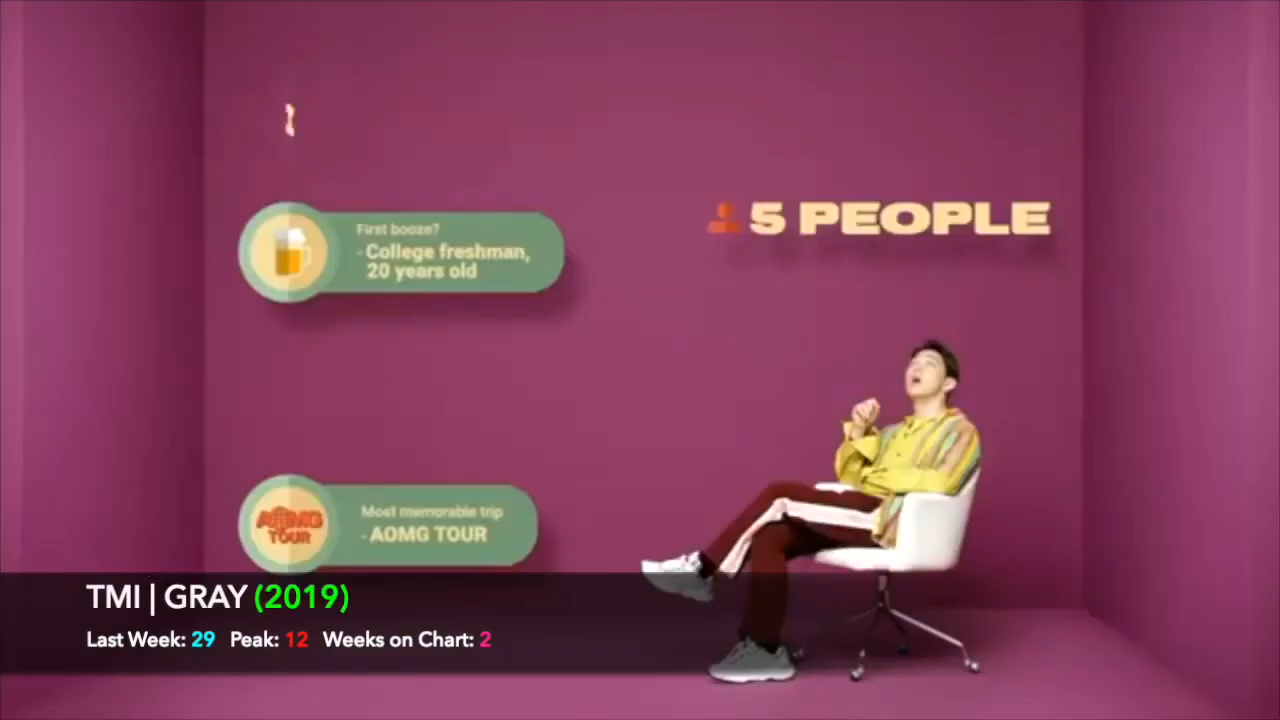 5 PEOPLE
First booze?
- College freshman,
20 years old
AOMG
TOUR
Most memorable trip
- AOMG TOUR
TMI | GRAY (2019)
Last Week: 29 Peak: 12 Weeks on Chart: 2